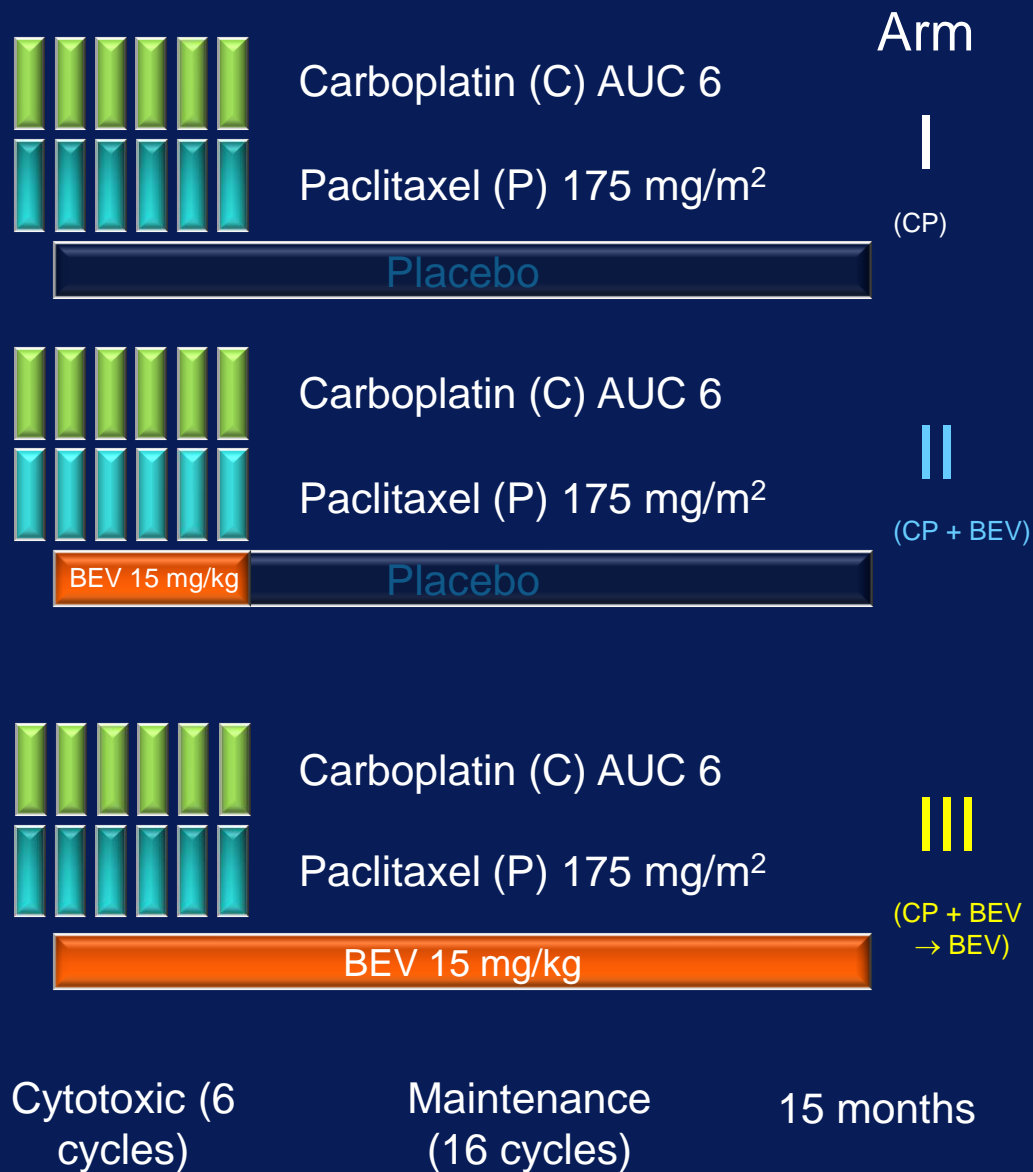 Arm
Carboplatin (C) AUC 6
Paclitaxel (P) 175 mg/m²
I
(CP)
Placebo
Carboplatin (C) AUC 6
Paclitaxel (P) 175 mg/m²
II
(CP + BEV)
BEV 15 mg/kg
Placebo
Carboplatin (C) AUC 6
Paclitaxel (P) 175 mg/m²
III
(CP + BEV
→ BEV)
BEV 15 mg/kg
Cytotoxic (6
cycles)
Maintenance
(16 cycles)
15 months